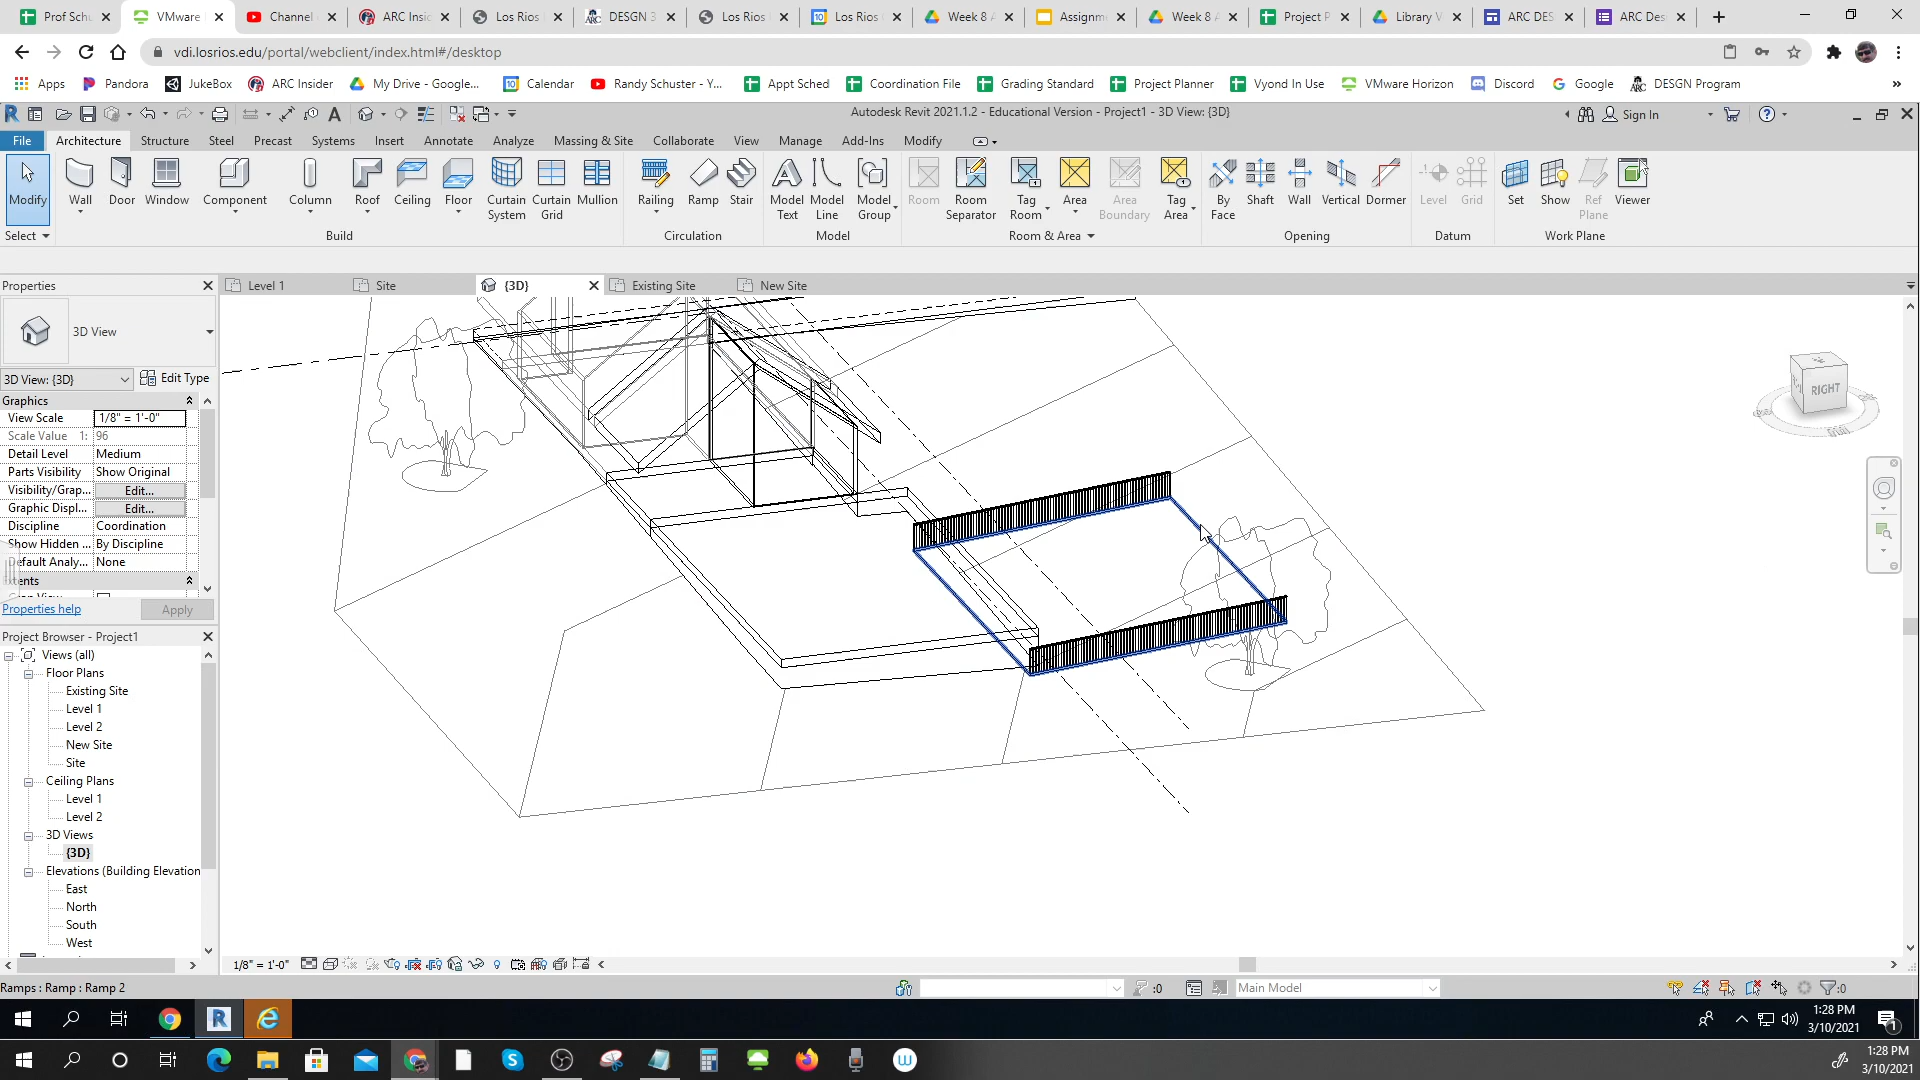 Prof Schu
VMware
Channel
ARC Insid
Los Rios
DESGN 3
Los Rios
Los Rios
Week 8 A
Assignm
Week 8 A
Project P
Library V
ARC DES
ARC Des
vdi.losrios.edu/portal/webclient/index.html#/desktop
Apps
Pandora
JukeBox
ARC Insider
My Drive - Google...
Calendar
Randy Schuster - Y...
Appt Sched
Coordination File
Grading Standard
Project Planner
Vyond In Use
VMware Horizon
Discord
Google
DESGN Program
»
Autodesk Revit 2021.1.2 - Educational Version - Project1 - 3D View: {3D}
Sign In
File
Architecture
Structure
Steel
Precast
Systems
Insert
Annotate
Analyze
Massing & Site
Collaborate
View
Manage
Add-Ins
Modify
Modify
Wall
Door
Window
Component
Column
Roof
Ceiling
Floor
Curtain System
Curtain Grid
Mullion
Railing
Ramp
Stair
Model Text
Model Line
Model Group
Room
Room Separator
Tag Room
Area
Area Boundary
Tag Area
By Face
Shaft
Wall
Vertical
Dormer
Level
Grid
Set
Show
Ref Plane
Viewer
Select
Build
Circulation
Model
Room & Area
Opening
Datum
Work Plane
Properties
Level 1
Site
{3D}
Existing Site
New Site
3D View
3D View: {3D}
Edit Type
Graphics
View Scale 1/8" = 1'-0"
Scale Value 1: 96
Detail Level Medium
Parts Visibility Show Original
Visibility/Grap... Edit...
Graphic Displ... Edit...
Discipline Coordination
Show Hidden ... By Discipline
Default Analy... None
Extents
Properties help
Apply
RIGHT
Project Browser - Project1
Views (all)
Floor Plans
Existing Site
Level 1
Level 2
New Site
Site
Ceiling Plans
Level 1
Level 2
3D Views
{3D}
Elevations (Building Elevation
East
North
South
West
1/8" = 1'-0"
Ramps : Ramp : Ramp 2
:0
Main Model
:0
1:28 PM
3/10/2021
1
1:28 PM
3/10/2021